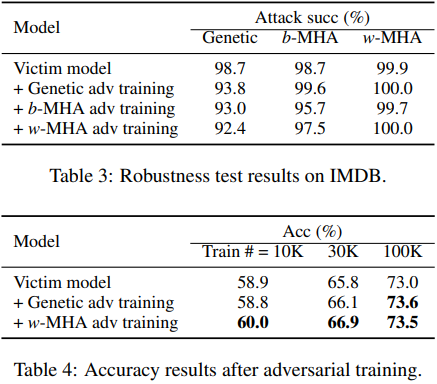 Model Attack succ (%)
Genetic b-MHA w-MHA
Victim model 98.7 98.7 99.9
+ Genetic adv training 93.8 99.6 100.0
+ b-MHA adv training 93.0 95.7 99.7
+ w-MHA adv training 92.4 97.5 100.0
Table 3: Robustness test results on IMDB.
Model Acc (%)
Train # = 10K 30K 100K
Victim model 58.9 65.8 73.0
+ Genetic adv training 58.8 66.1 73.6
+ w-MHA adv training 60.0 66.9 73.5
Table 4: Accuracy results after adversarial training.